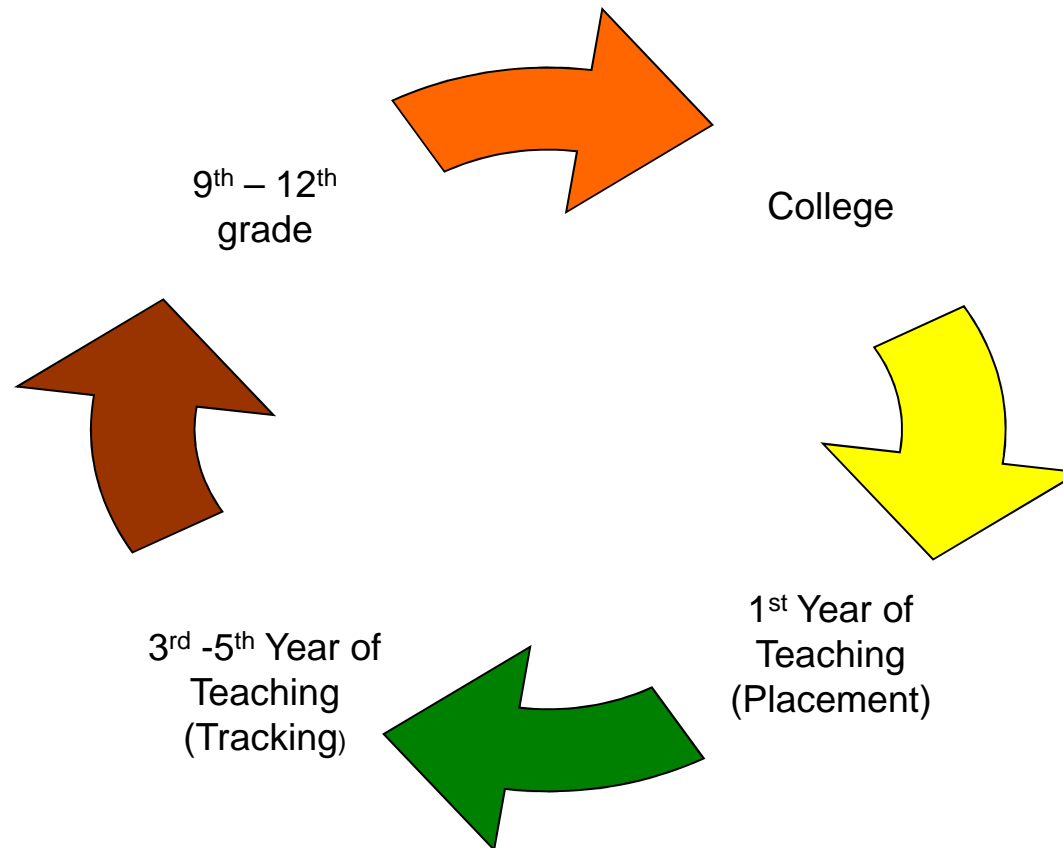 9th – 12th
grade
College
1st Year of
Teaching
(Placement)
3rd -5th Year of
Teaching
(Tracking)